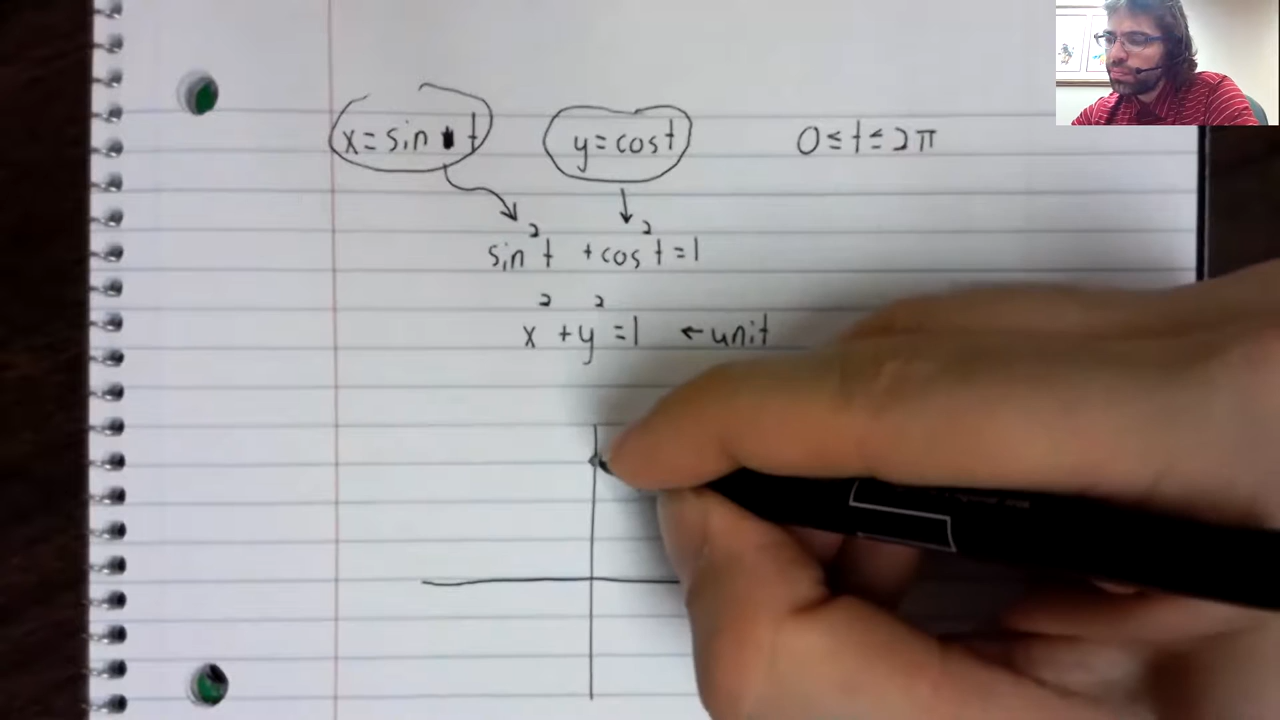 x = sin t y = cos t 0 ≤ t ≤ 2π
sin² t + cos² t = 1
x² + y² = 1 ← unit